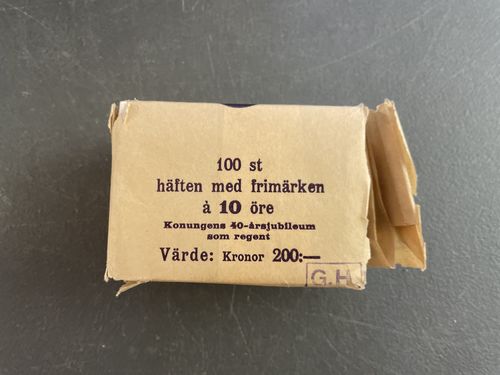 100 st
häften med frimärken
à 10 öre
Konungens 40-årsjubileum
som regent
Värde: Kronor 200:—
G.H.